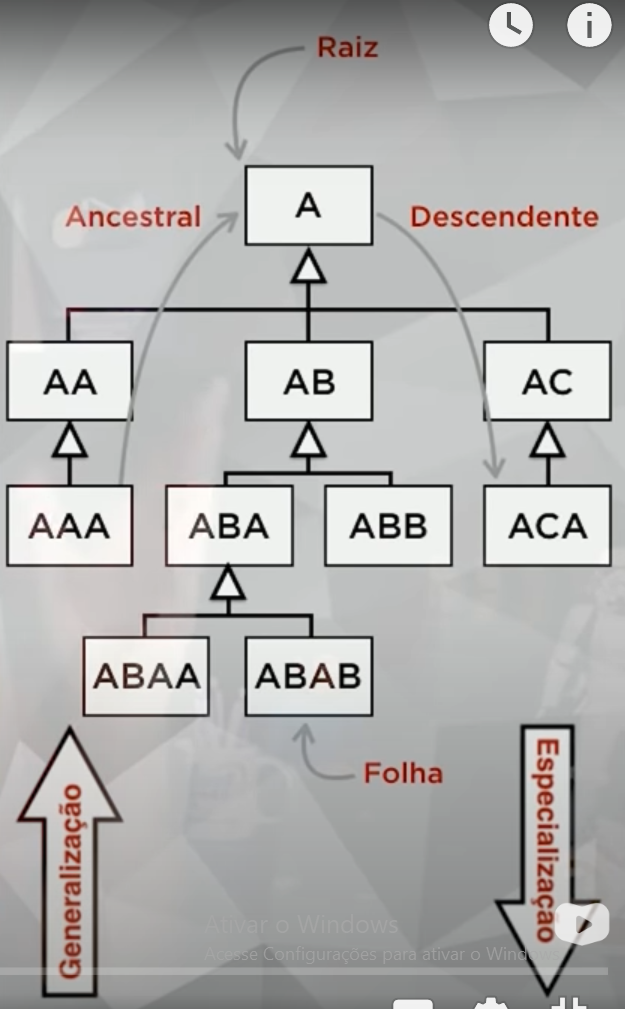 Raiz
A
Ancestral
Descendente
AA
AB
AC
AAA
ABA
ABB
ACA
ABAA
ABAB
Folha
Generalização
Especialização
Ativar o Windows
Acesse Configurações para ativar o Windows